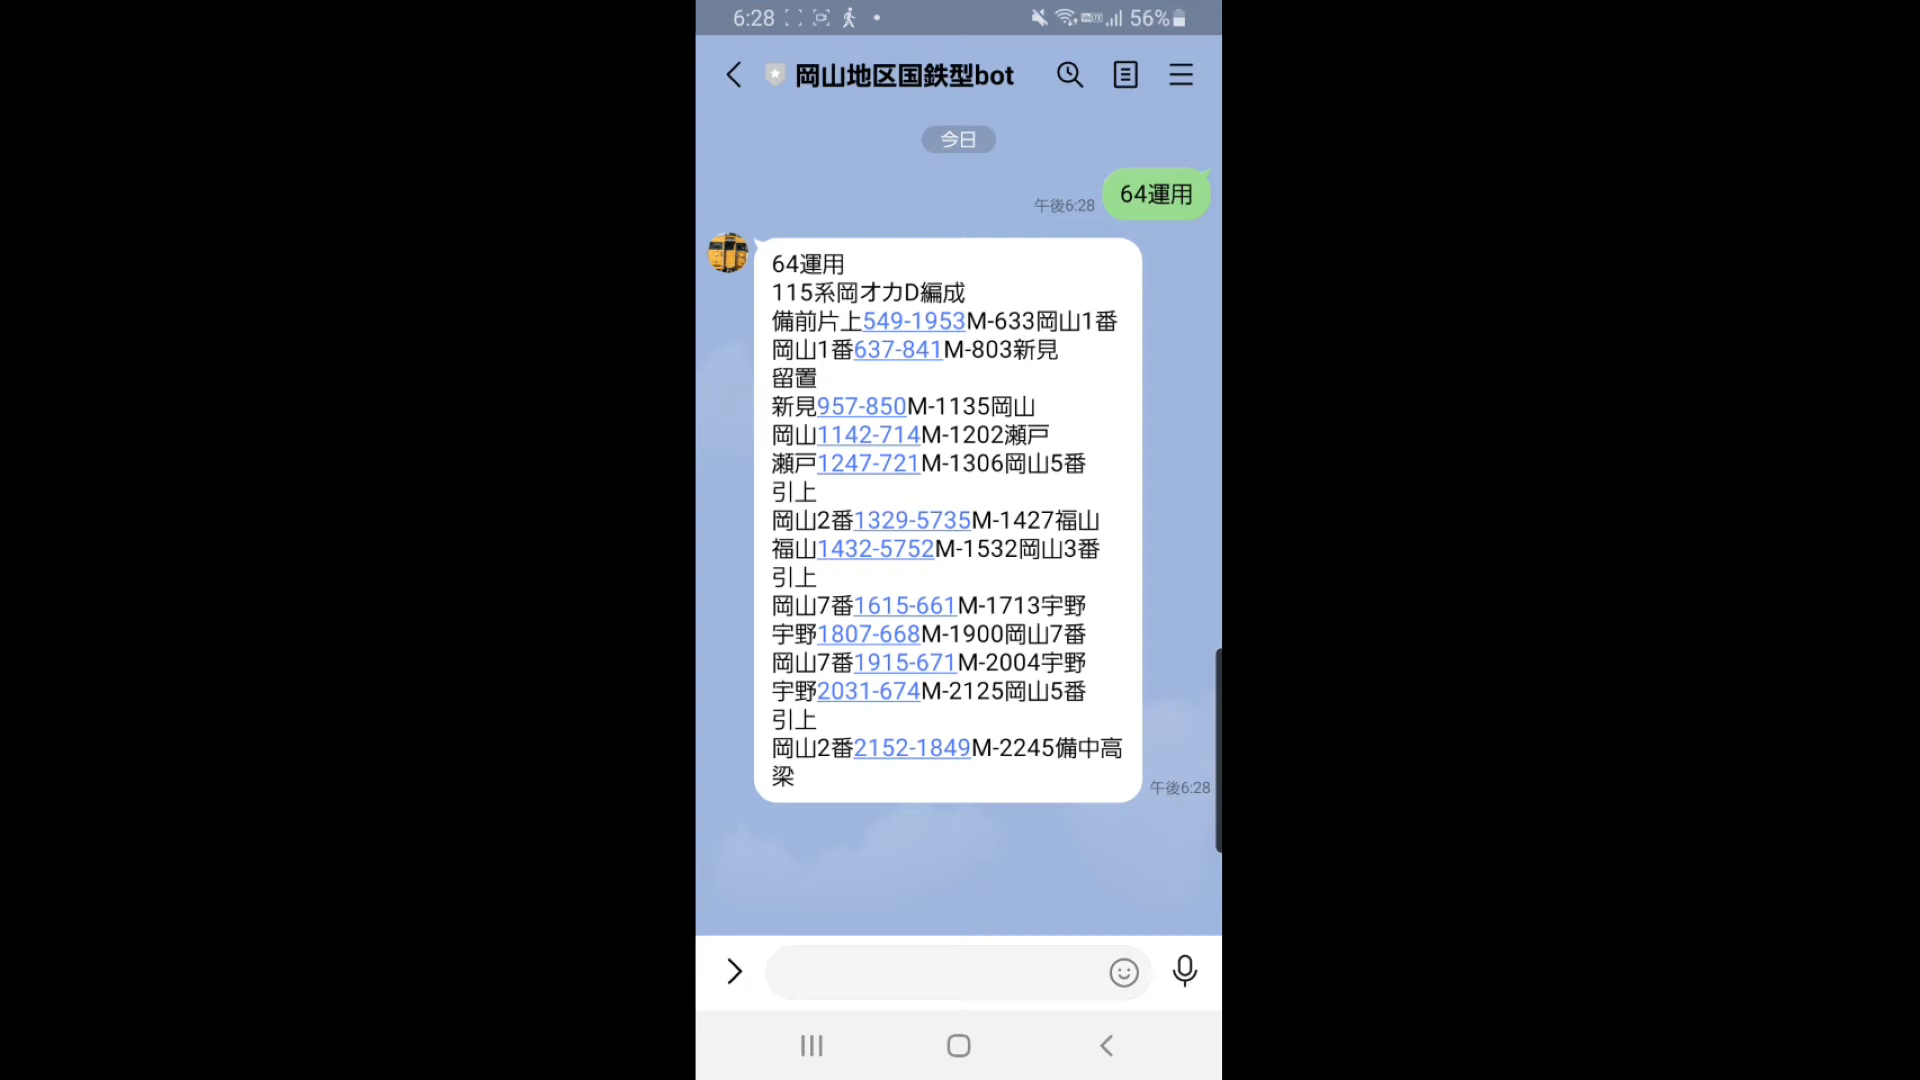 6:28
56%
岡山地区国鉄型bot
今日
64運用
午後6:28
64運用
115系岡オカD編成
備前片上549-1953M-633岡山1番
岡山1番637-841M-803新見
留置
新見957-850M-1135岡山
岡山1142-714M-1202瀬戸
瀬戸1247-721M-1306岡山5番
引上
岡山2番1329-5735M-1427福山
福山1432-5752M-1532岡山3番
引上
岡山7番1615-661M-1713宇野
宇野1807-668M-1900岡山7番
岡山7番1915-671M-2004宇野
宇野2031-674M-2125岡山5番
引上
岡山2番2152-1849M-2245備中高
梁
午後6:28